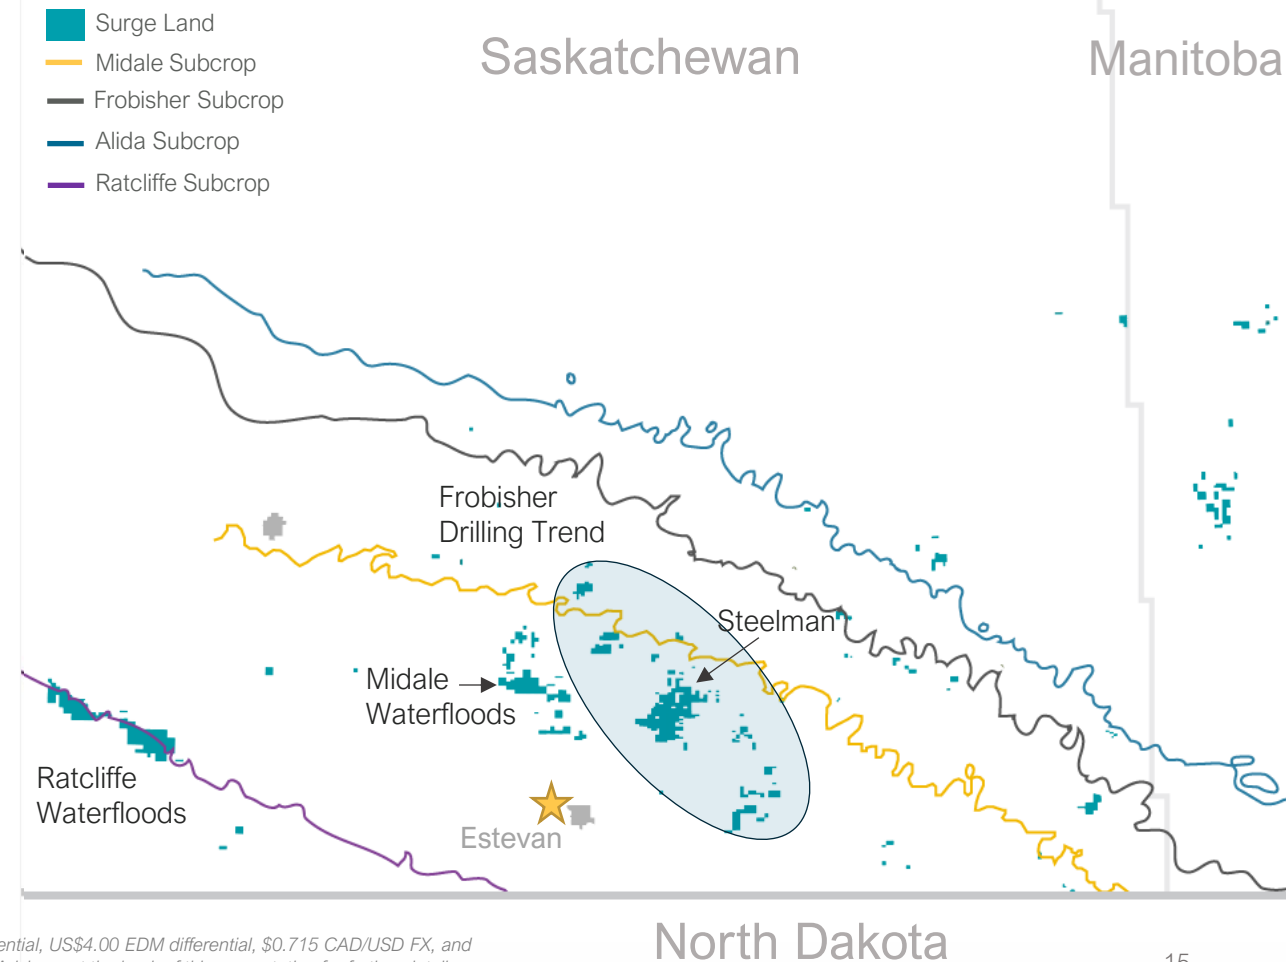 Surge Land
Midale Subcrop
Frobisher Subcrop
Alida Subcrop
Ratcliffe Subcrop
Saskatchewan
Manitoba
Frobisher
Drilling Trend
Steelman
Midale
Waterfloods
Ratcliffe
Waterfloods
Estevan
North Dakota
ential, US$4.00 EDM differential, $0.715 CAD/USD FX, and
15